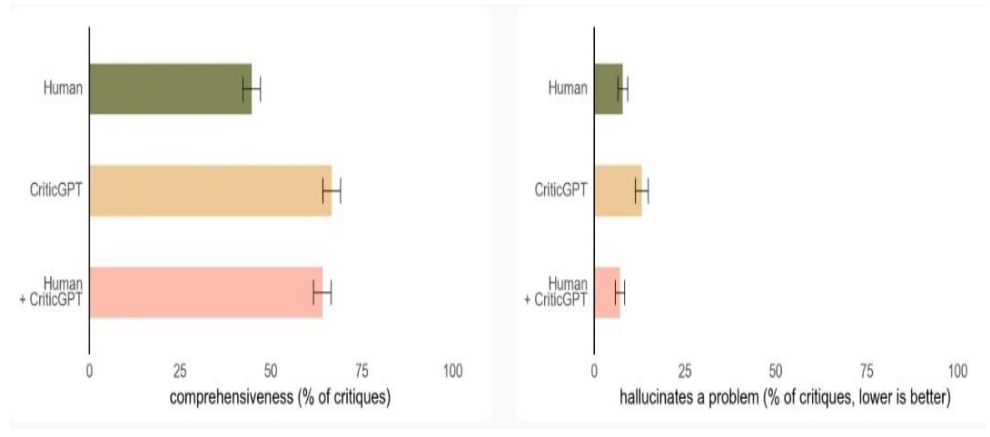 Human
CriticGPT
Human
+ CriticGPT
0 25 50 75 100
comprehensiveness (% of critiques)
Human
CriticGPT
Human
+ CriticGPT
0 25 50 75 100
hallucinates a problem (% of critiques, lower is better)